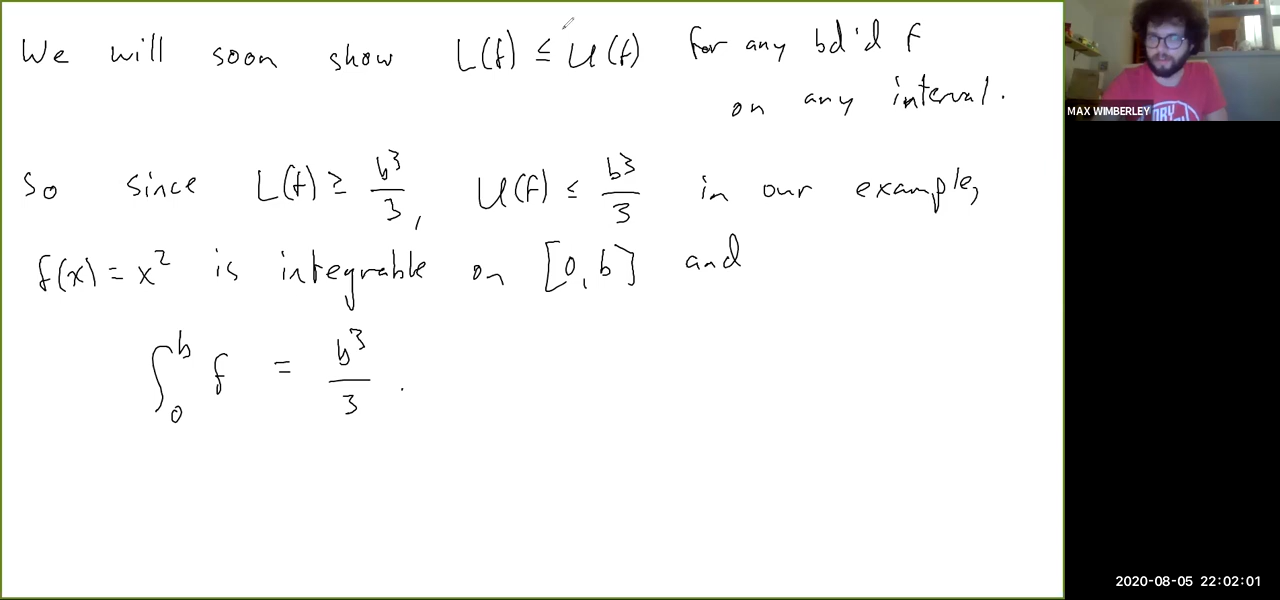 We will soon show L(f) ≤ U(f) for any bd'd f
on any interval.
So since L(f) ≥ b³/3, U(f) ≤ b³/3 in our example,
f(x) = x² is integrable on [0, b] and
∫₀ᵇ f = b³/3 .
MAX WIMBERLEY
2020-08-05 22:02:01